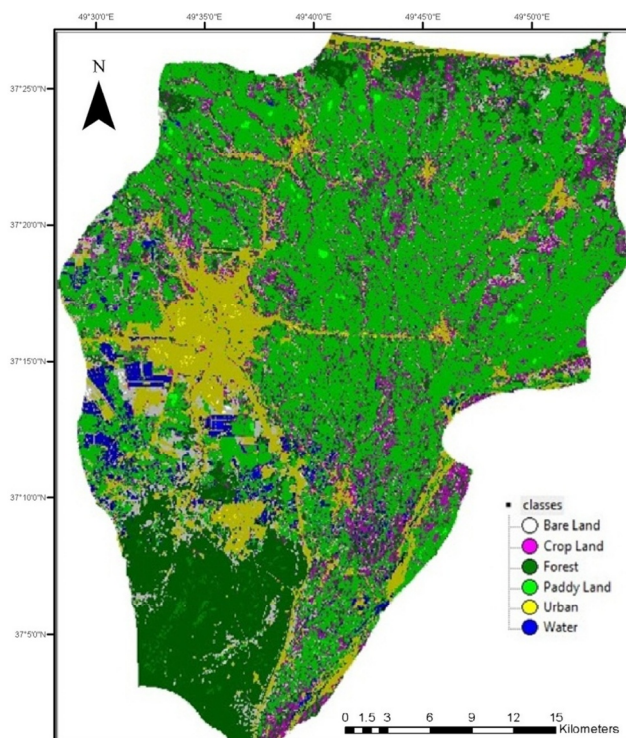 49°30'0"E 49°35'0"E 49°40'0"E 49°45'0"E 49°50'0"E
N
37°25'0"N
37°20'0"N
37°15'0"N
37°10'0"N
37°5'0"N
classes
Bare Land
Crop Land
Forest
Paddy Land
Urban
Water
0 1.5 3 6 9 12 15
Kilometers